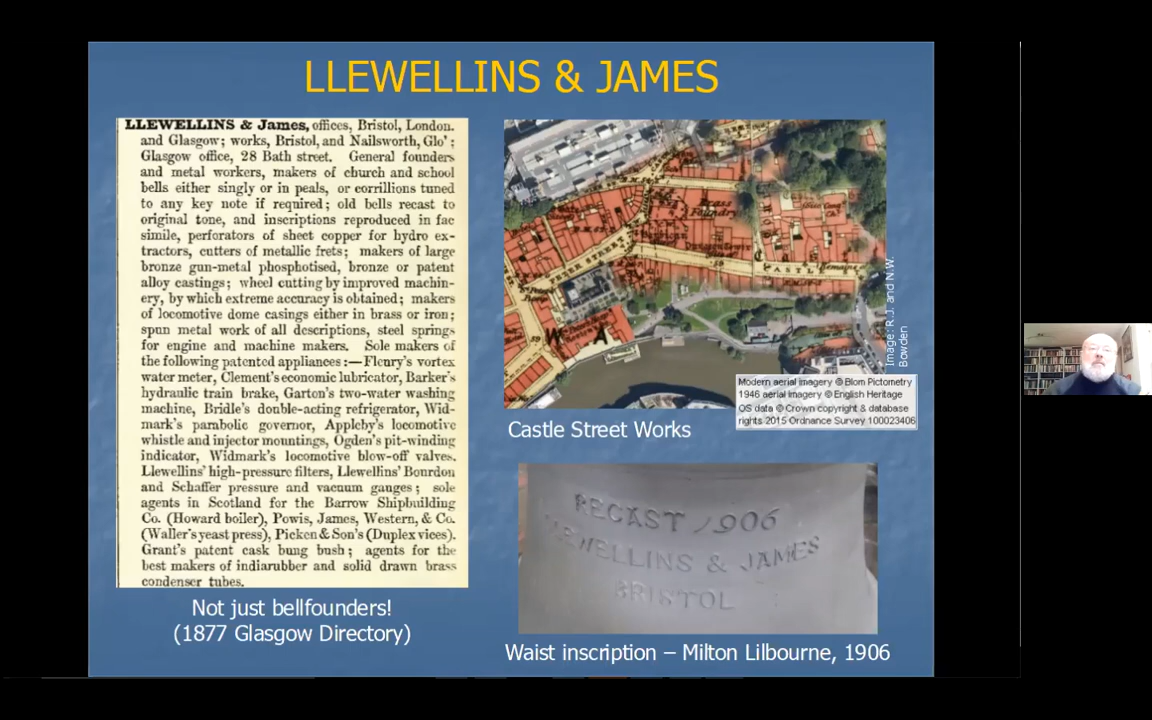 LLEWELLINS & JAMES
LLEWELLINS & James, offices, Bristol, London.
and Glasgow; works, Bristol, and Nailsworth, Glo';
Glasgow office, 28 Bath street. General founders
and metal workers, makers of church and school
bells either singly or in peals, or corrillions tuned
to any key note if required; old bells recast to
original tone, and inscriptions reproduced in fac
simile, perforators of sheet copper for hydro ex-
tractors, cutters of metallic frets; makers of large
bronze gun-metal phosphotised, bronze or patent
alloy castings; wheel cutting by improved machin-
ery, by which extreme accuracy is obtained; makers
of locomotive dome casings either in brass or iron;
spun metal work of all descriptions, steel springs
for engine and machine makers. Sole makers of
the following patented appliances:—Fleury's vortex
water meter, Clement's economic lubricator, Barker's
hydraulic train brake, Garton's two-water washing
machine, Bridle's double-acting refrigerator, Wid-
mark's parabolic governor, Appleby's locomotive
whistle and injector mountings, Ogden's pit-winding
indicator, Widmark's locomotive blow-off valves.
Llewellins' high-pressure filters, Llewellins' Bourdon
and Schaffer pressure and vacuum gauges; sole
agents in Scotland for the Barrow Shipbuilding
Co. (Howard boiler), Powis, James, Western, & Co.
(Waller's yeast press), Picken & Son's (Duplex vices).
Grant's patent cask bung bush; agents for the
best makers of indiarubber and solid drawn brass
condenser tubes.
Not just bellfounders!
(1877 Glasgow Directory)
Brass
Foundry
PETER STREET
CASTLE
Remains
W A
Image: R.J. and N.W.
Bowden
Modern aerial imagery © Blom Pictometry
1946 aerial imagery © English Heritage
OS data © Crown copyright & database
rights 2015 Ordnance Survey 100023406
Castle Street Works
RECAST 1906
LLEWELLINS & JAMES
BRISTOL
Waist inscription – Milton Lilbourne, 1906